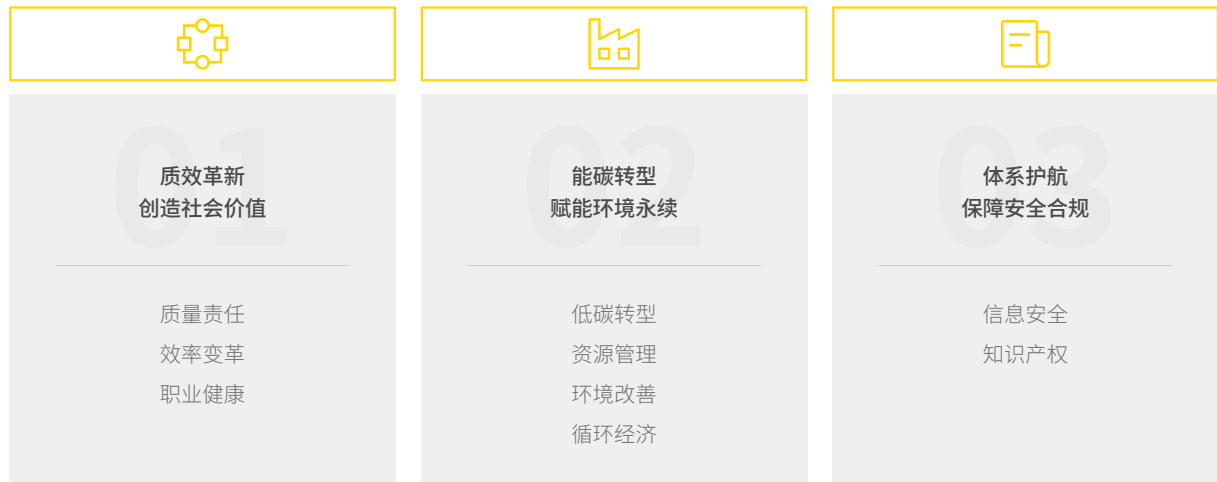 01
质效革新
创造社会价值
质量责任
效率变革
职业健康
02
能碳转型
赋能环境永续
低碳转型
资源管理
环境改善
循环经济
03
体系护航
保障安全合规
信息安全
知识产权